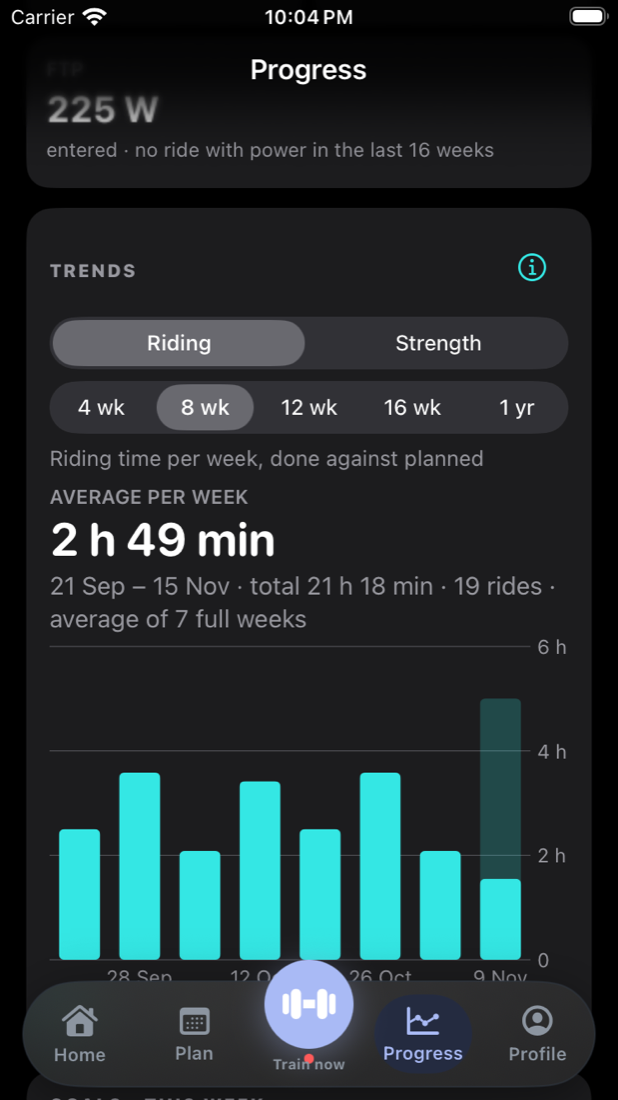 Carrier
10:04 PM
Progress
FTP
225 W
entered · no ride with power in the last 16 weeks
TRENDS
Riding
Strength
4 wk
8 wk
12 wk
16 wk
1 yr
Riding time per week, done against planned
AVERAGE PER WEEK
2 h 49 min
21 Sep – 15 Nov · total 21 h 18 min · 19 rides ·
average of 7 full weeks
6 h
4 h
2 h
0
28 Sep
12 O
26 Oct
9 Nov
Home
Plan
Train now
Progress
Profile